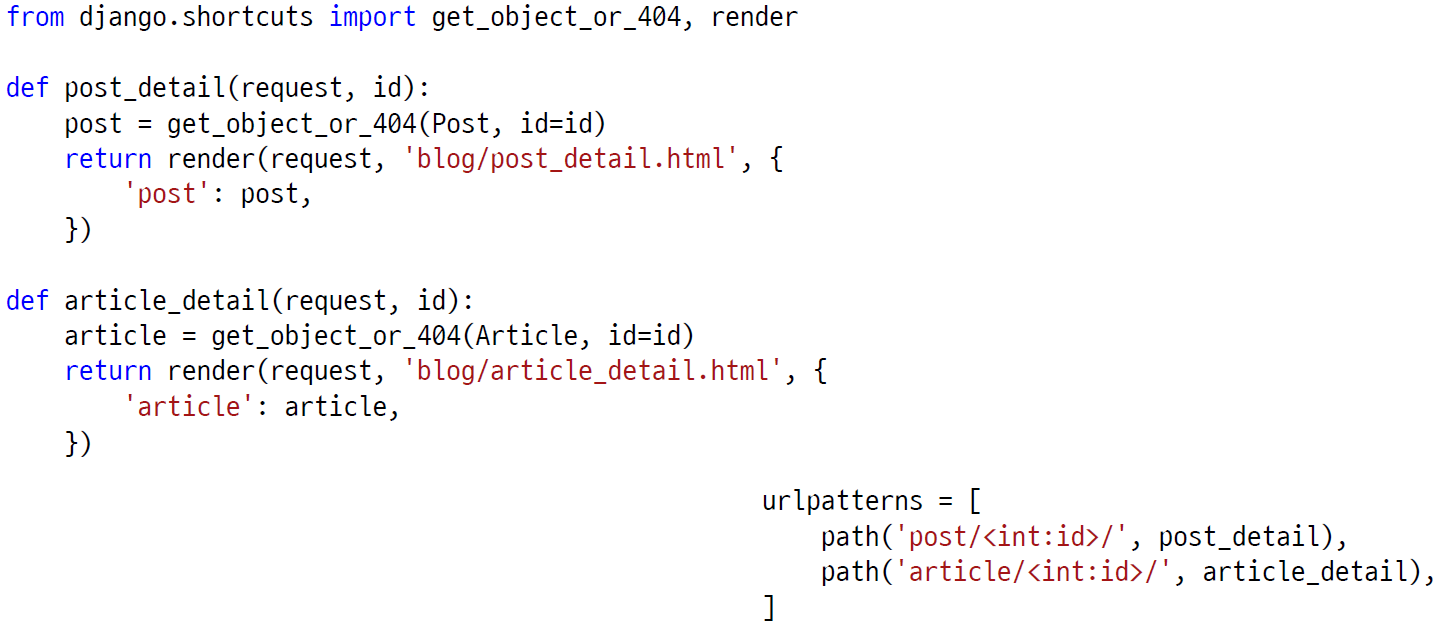 from django.shortcuts import get_object_or_404, render
def post_detail(request, id):
    post = get_object_or_404(Post, id=id)
    return render(request, 'blog/post_detail.html', {
        'post': post,
    })
def article_detail(request, id):
    article = get_object_or_404(Article, id=id)
    return render(request, 'blog/article_detail.html', {
        'article': article,
    })
urlpatterns = [
    path('post/<int:id>/', post_detail),
    path('article/<int:id>/', article_detail),
]